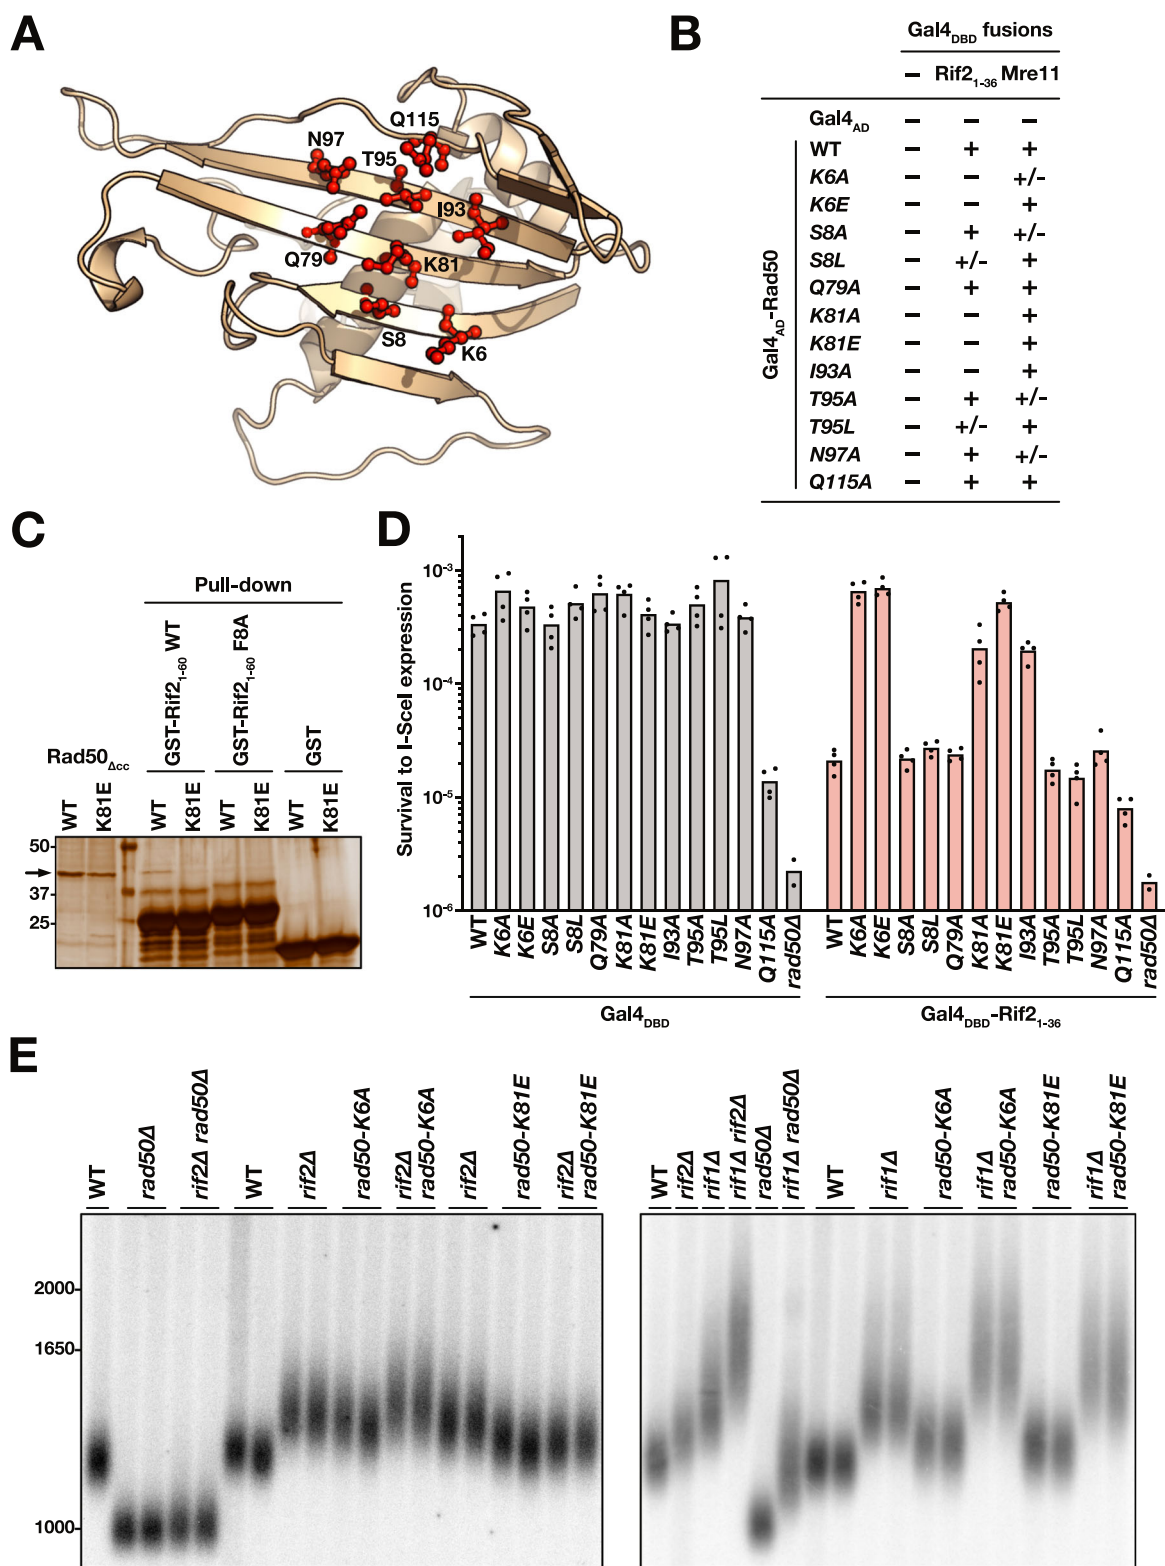 A
N97
Q115
T95
I93
Q79
K81
S8
K6
B
Gal4DBD fusions
– Rif21-36 Mre11
Gal4AD – – –
Gal4AD-Rad50
WT – + +
K6A – – +/-
K6E – – +
S8A – + +/-
S8L – +/- +
Q79A – + +
K81A – – +
K81E – – +
I93A – – +
T95A – + +/-
T95L – +/- +
N97A – + +/-
Q115A – + +
C
Pull-down
Rad50Δcc
GST-Rif21-60 WT
GST-Rif21-60 F8A
GST
WT K81E WT K81E WT K81E WT K81E
50
37
25
D
Survival to I-SceI expression
10-3
10-4
10-5
10-6
WT K6A K6E S8A S8L Q79A K81A K81E I93A T95A T95L N97A Q115A rad50Δ
WT K6A K6E S8A S8L Q79A K81A K81E I93A T95A T95L N97A Q115A rad50Δ
Gal4DBD
Gal4DBD-Rif21-36
E
WT
rad50Δ
rif2Δ rad50Δ
WT
rif2Δ
rad50-K6A
rif2Δ
rad50-K6A
rif2Δ
rad50-K81E
rif2Δ
rad50-K81E
WT
rif2Δ
rif1Δ
rif1Δ rif2Δ
rad50Δ
rif1Δ rad50Δ
WT
rif1Δ
rad50-K6A
rif1Δ
rad50-K6A
rad50-K81E
rif1Δ
rad50-K81E
2000
1650
1000